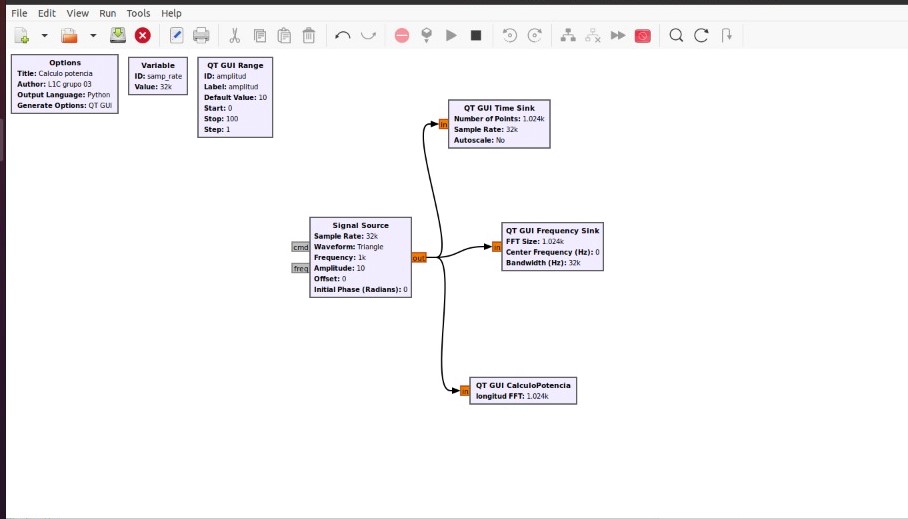 File Edit View Run Tools Help
Options
Title: Calculo potencia
Author: L1C grupo 03
Output Language: Python
Generate Options: QT GUI
Variable
ID: samp_rate
Value: 32k
QT GUI Range
ID: amplitud
Label: amplitud
Default Value: 10
Start: 0
Stop: 100
Step: 1
QT GUI Time Sink
Number of Points: 1.024k
Sample Rate: 32k
Autoscale: No
in
Signal Source
Sample Rate: 32k
Waveform: Triangle
Frequency: 1k
Amplitude: 10
Offset: 0
Initial Phase (Radians): 0
cmd
freq
out
QT GUI Frequency Sink
FFT Size: 1.024k
Center Frequency (Hz): 0
Bandwidth (Hz): 32k
in
QT GUI CalculoPotencia
longitud FFT: 1.024k
in